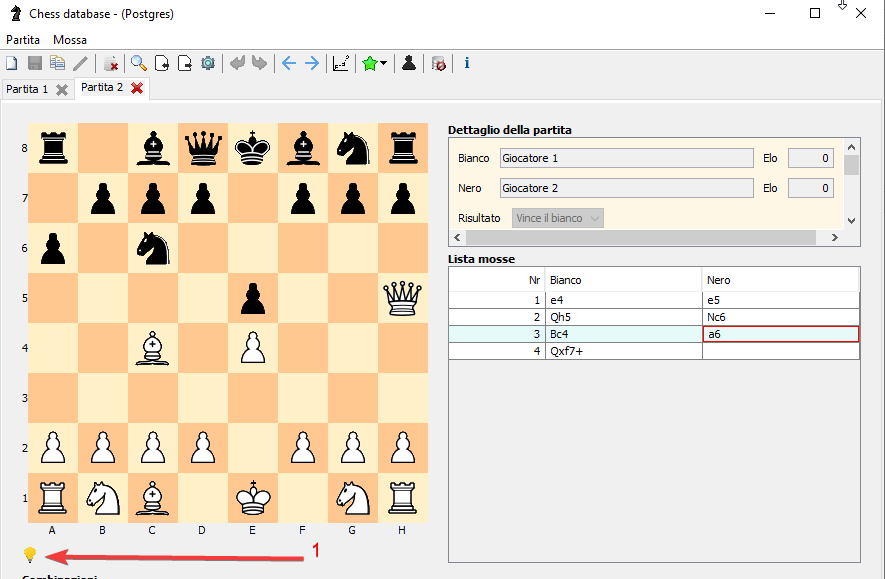 Chess database - (Postgres)
Partita Mossa
i
Partita 1 Partita 2
Dettaglio della partita
Bianco Giocatore 1 Elo 0
Nero Giocatore 2 Elo 0
Risultato Vince il bianco
Lista mosse
Nr Bianco Nero
1 e4 e5
2 Qh5 Nc6
3 Bc4 a6
4 Qxf7+
8
7
6
5
4
3
2
1
A B C D E F G H
1
Combinazioni